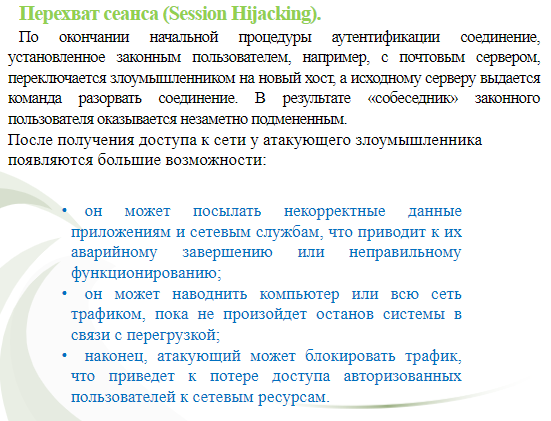 Перехват сеанса (Session Hijacking).
По окончании начальной процедуры аутентификации соединение,
установленное законным пользователем, например, с почтовым сервером,
переключается злоумышленником на новый хост, а исходному серверу выдается
команда разорвать соединение. В результате «собеседник» законного
пользователя оказывается незаметно подмененным.
После получения доступа к сети у атакующего злоумышленника
появляются большие возможности:
• он может посылать некорректные данные
приложениям и сетевым службам, что приводит к их
аварийному завершению или неправильному
функционированию;
• он может наводнить компьютер или всю сеть
трафиком, пока не произойдет останов системы в
связи с перегрузкой;
• наконец, атакующий может блокировать трафик,
что приведет к потере доступа авторизованных
пользователей к сетевым ресурсам.